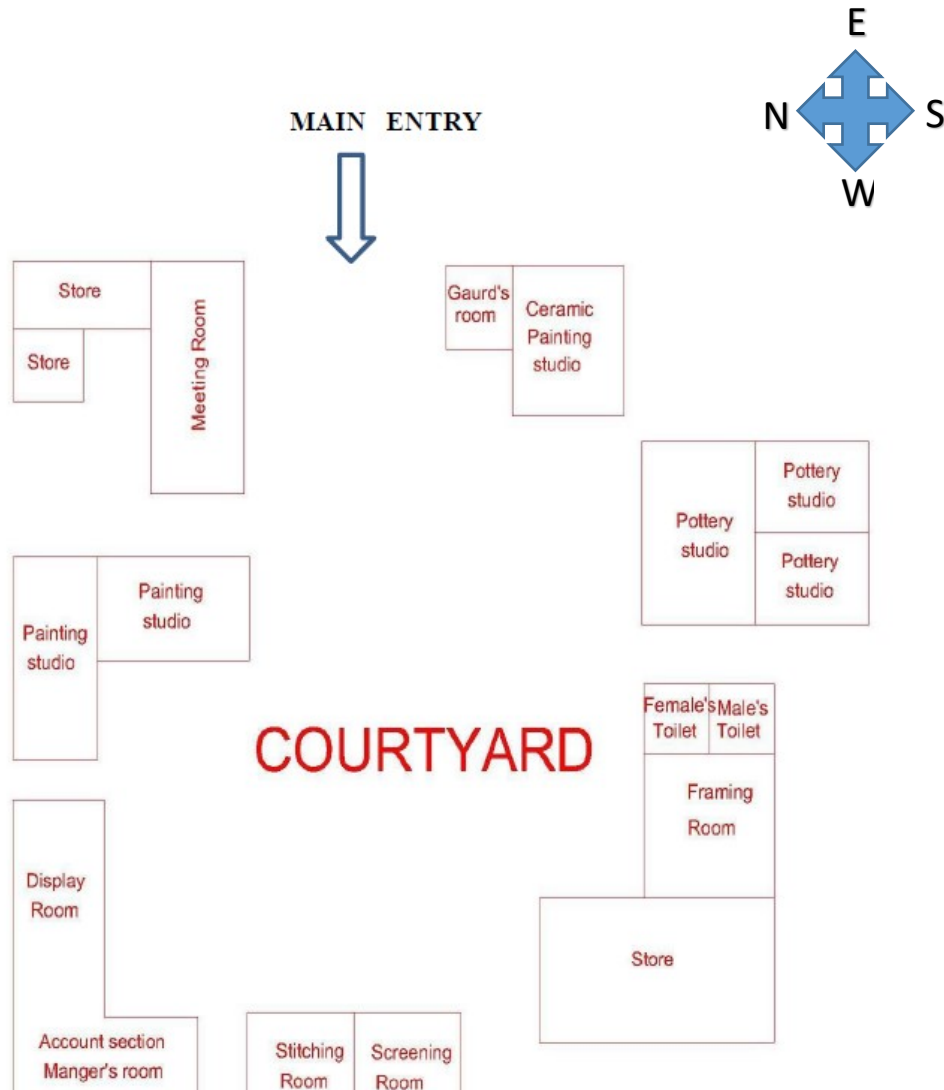 E
N
S
W
MAIN ENTRY
Store
Store
Meeting Room
Gaurd's
room
Ceramic
Painting
studio
Pottery
studio
Pottery
studio
Pottery
studio
Painting
studio
Painting
studio
COURTYARD
Female's
Toilet
Male's
Toilet
Framing
Room
Display
Room
Store
Account section
Manger's room
Stitching
Room
Screening
Room